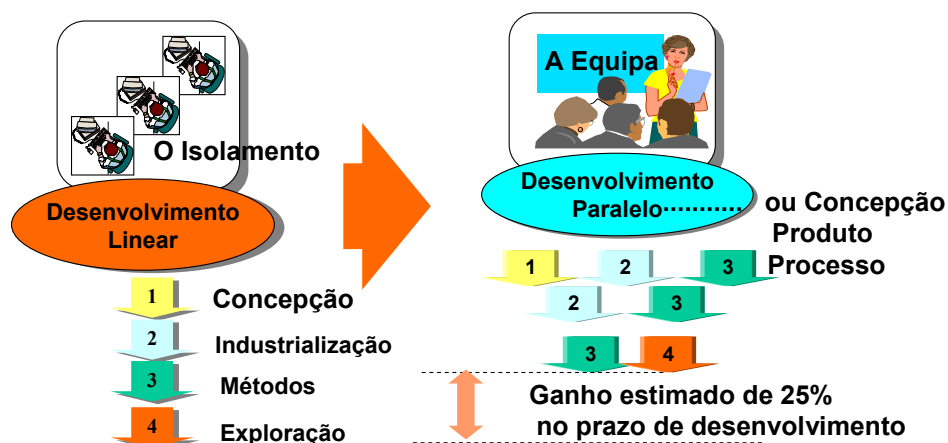 O Isolamento
Desenvolvimento
Linear
1 Concepção
2 Industrialização
3 Métodos
4 Exploração
A Equipa
Desenvolvimento
Paralelo........... ou Concepção
Produto
Processo
1 2 3
2 3
3 4
Ganho estimado de 25%
no prazo de desenvolvimento